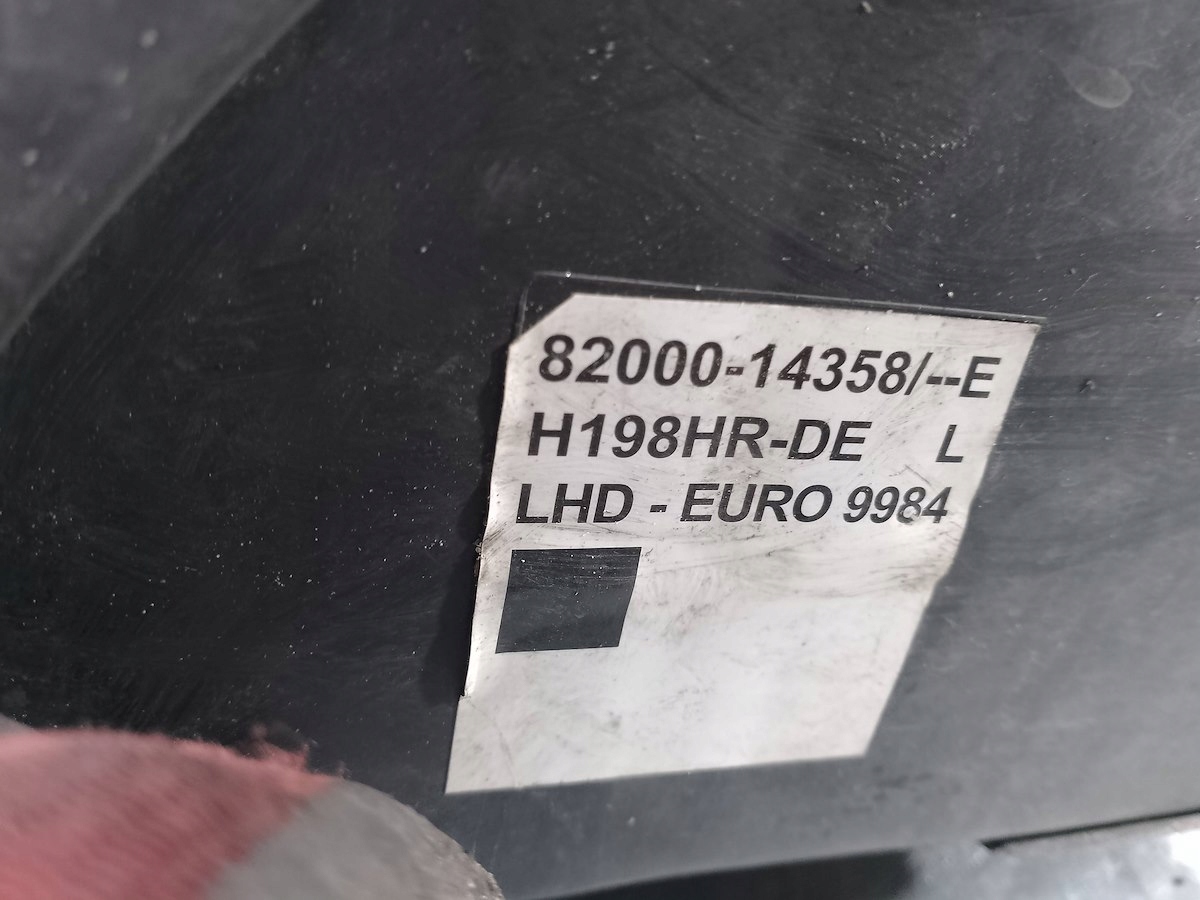 82000-14358/--E
H198HR-DE L
LHD - EURO 9984